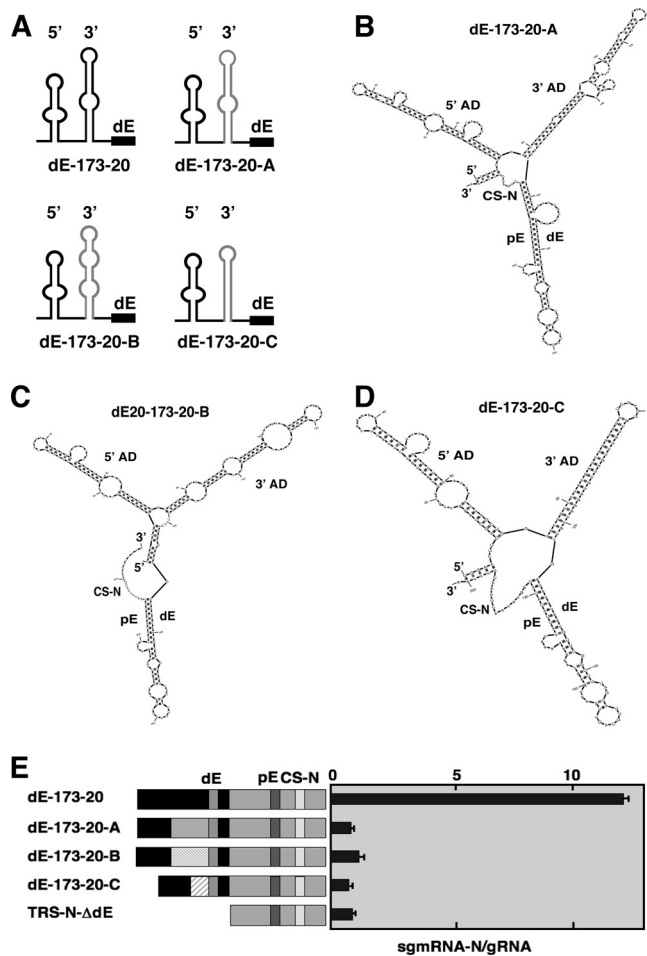 A
5' 3'
dE
dE-173-20
5' 3'
dE
dE-173-20-A
5' 3'
dE
dE-173-20-B
5' 3'
dE
dE-173-20-C
B
dE-173-20-A
5' AD
3' AD
5'
3'
CS-N
pE
dE
C
dE20-173-20-B
5' AD
3' AD
3'
5'
CS-N
pE
dE
D
dE-173-20-C
5' AD
3' AD
5'
3'
CS-N
pE
dE
E
dE pE CS-N
0 5 10
dE-173-20
dE-173-20-A
dE-173-20-B
dE-173-20-C
TRS-N-ΔdE
sgmRNA-N/gRNA